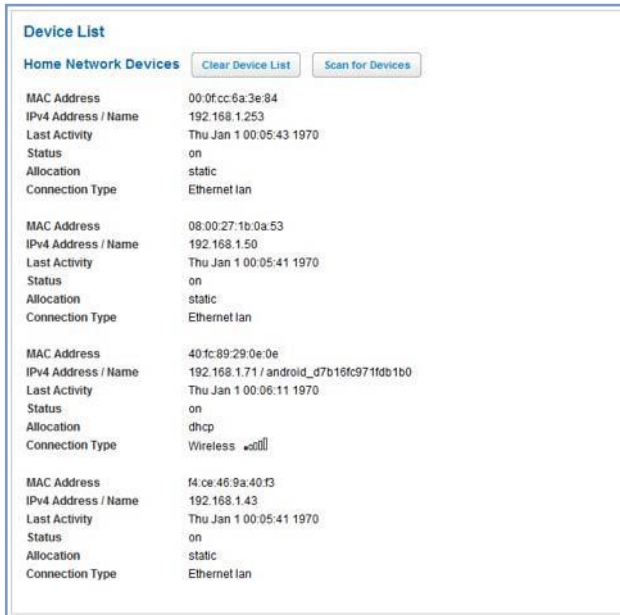 Device List
Home Network Devices Clear Device List Scan for Devices
MAC Address 00:0f:cc:6a:3e:84
IPv4 Address / Name 192.168.1.253
Last Activity Thu Jan 1 00:05:43 1970
Status on
Allocation static
Connection Type Ethernet lan
MAC Address 08:00:27:1b:0a:53
IPv4 Address / Name 192.168.1.50
Last Activity Thu Jan 1 00:05:41 1970
Status on
Allocation static
Connection Type Ethernet lan
MAC Address 40:fc:89:29:0e:0e
IPv4 Address / Name 192.168.1.71 / android_d7b16fc971fdb1b0
Last Activity Thu Jan 1 00:06:11 1970
Status on
Allocation dhcp
Connection Type Wireless
MAC Address f4:ce:46:9a:40:f3
IPv4 Address / Name 192.168.1.43
Last Activity Thu Jan 1 00:05:41 1970
Status on
Allocation static
Connection Type Ethernet lan